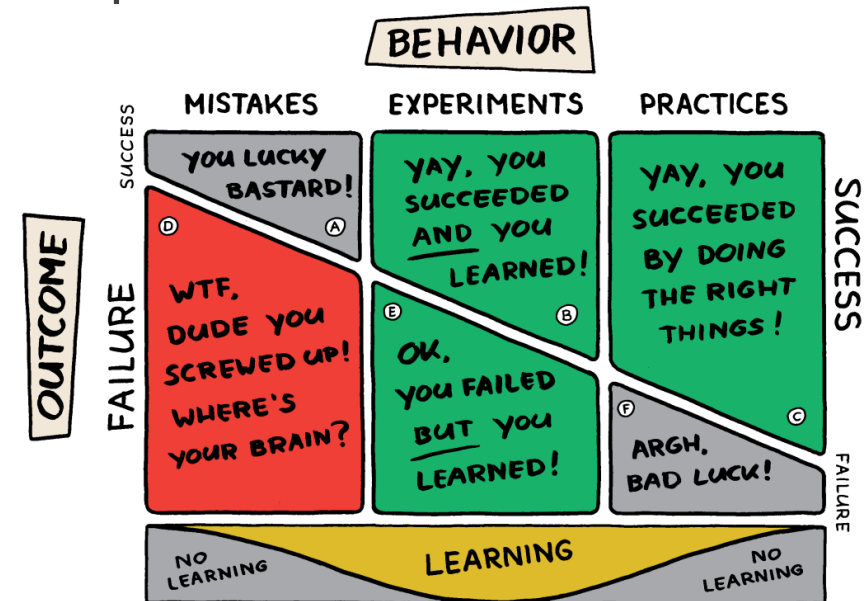 BEHAVIOR
MISTAKES
EXPERIMENTS
PRACTICES
OUTCOME
SUCCESS
FAILURE
YOU LUCKY
BASTARD!
A
D
WTF,
DUDE YOU
SCREWED UP!
WHERE'S
YOUR BRAIN?
YAY, YOU
SUCCEEDED
AND YOU
LEARNED!
B
E
OK,
YOU FAILED
BUT YOU
LEARNED!
YAY, YOU
SUCCEEDED
BY DOING
THE RIGHT
THINGS!
C
F
ARGH,
BAD LUCK!
SUCCESS
FAILURE
NO
LEARNING
LEARNING
NO
LEARNING